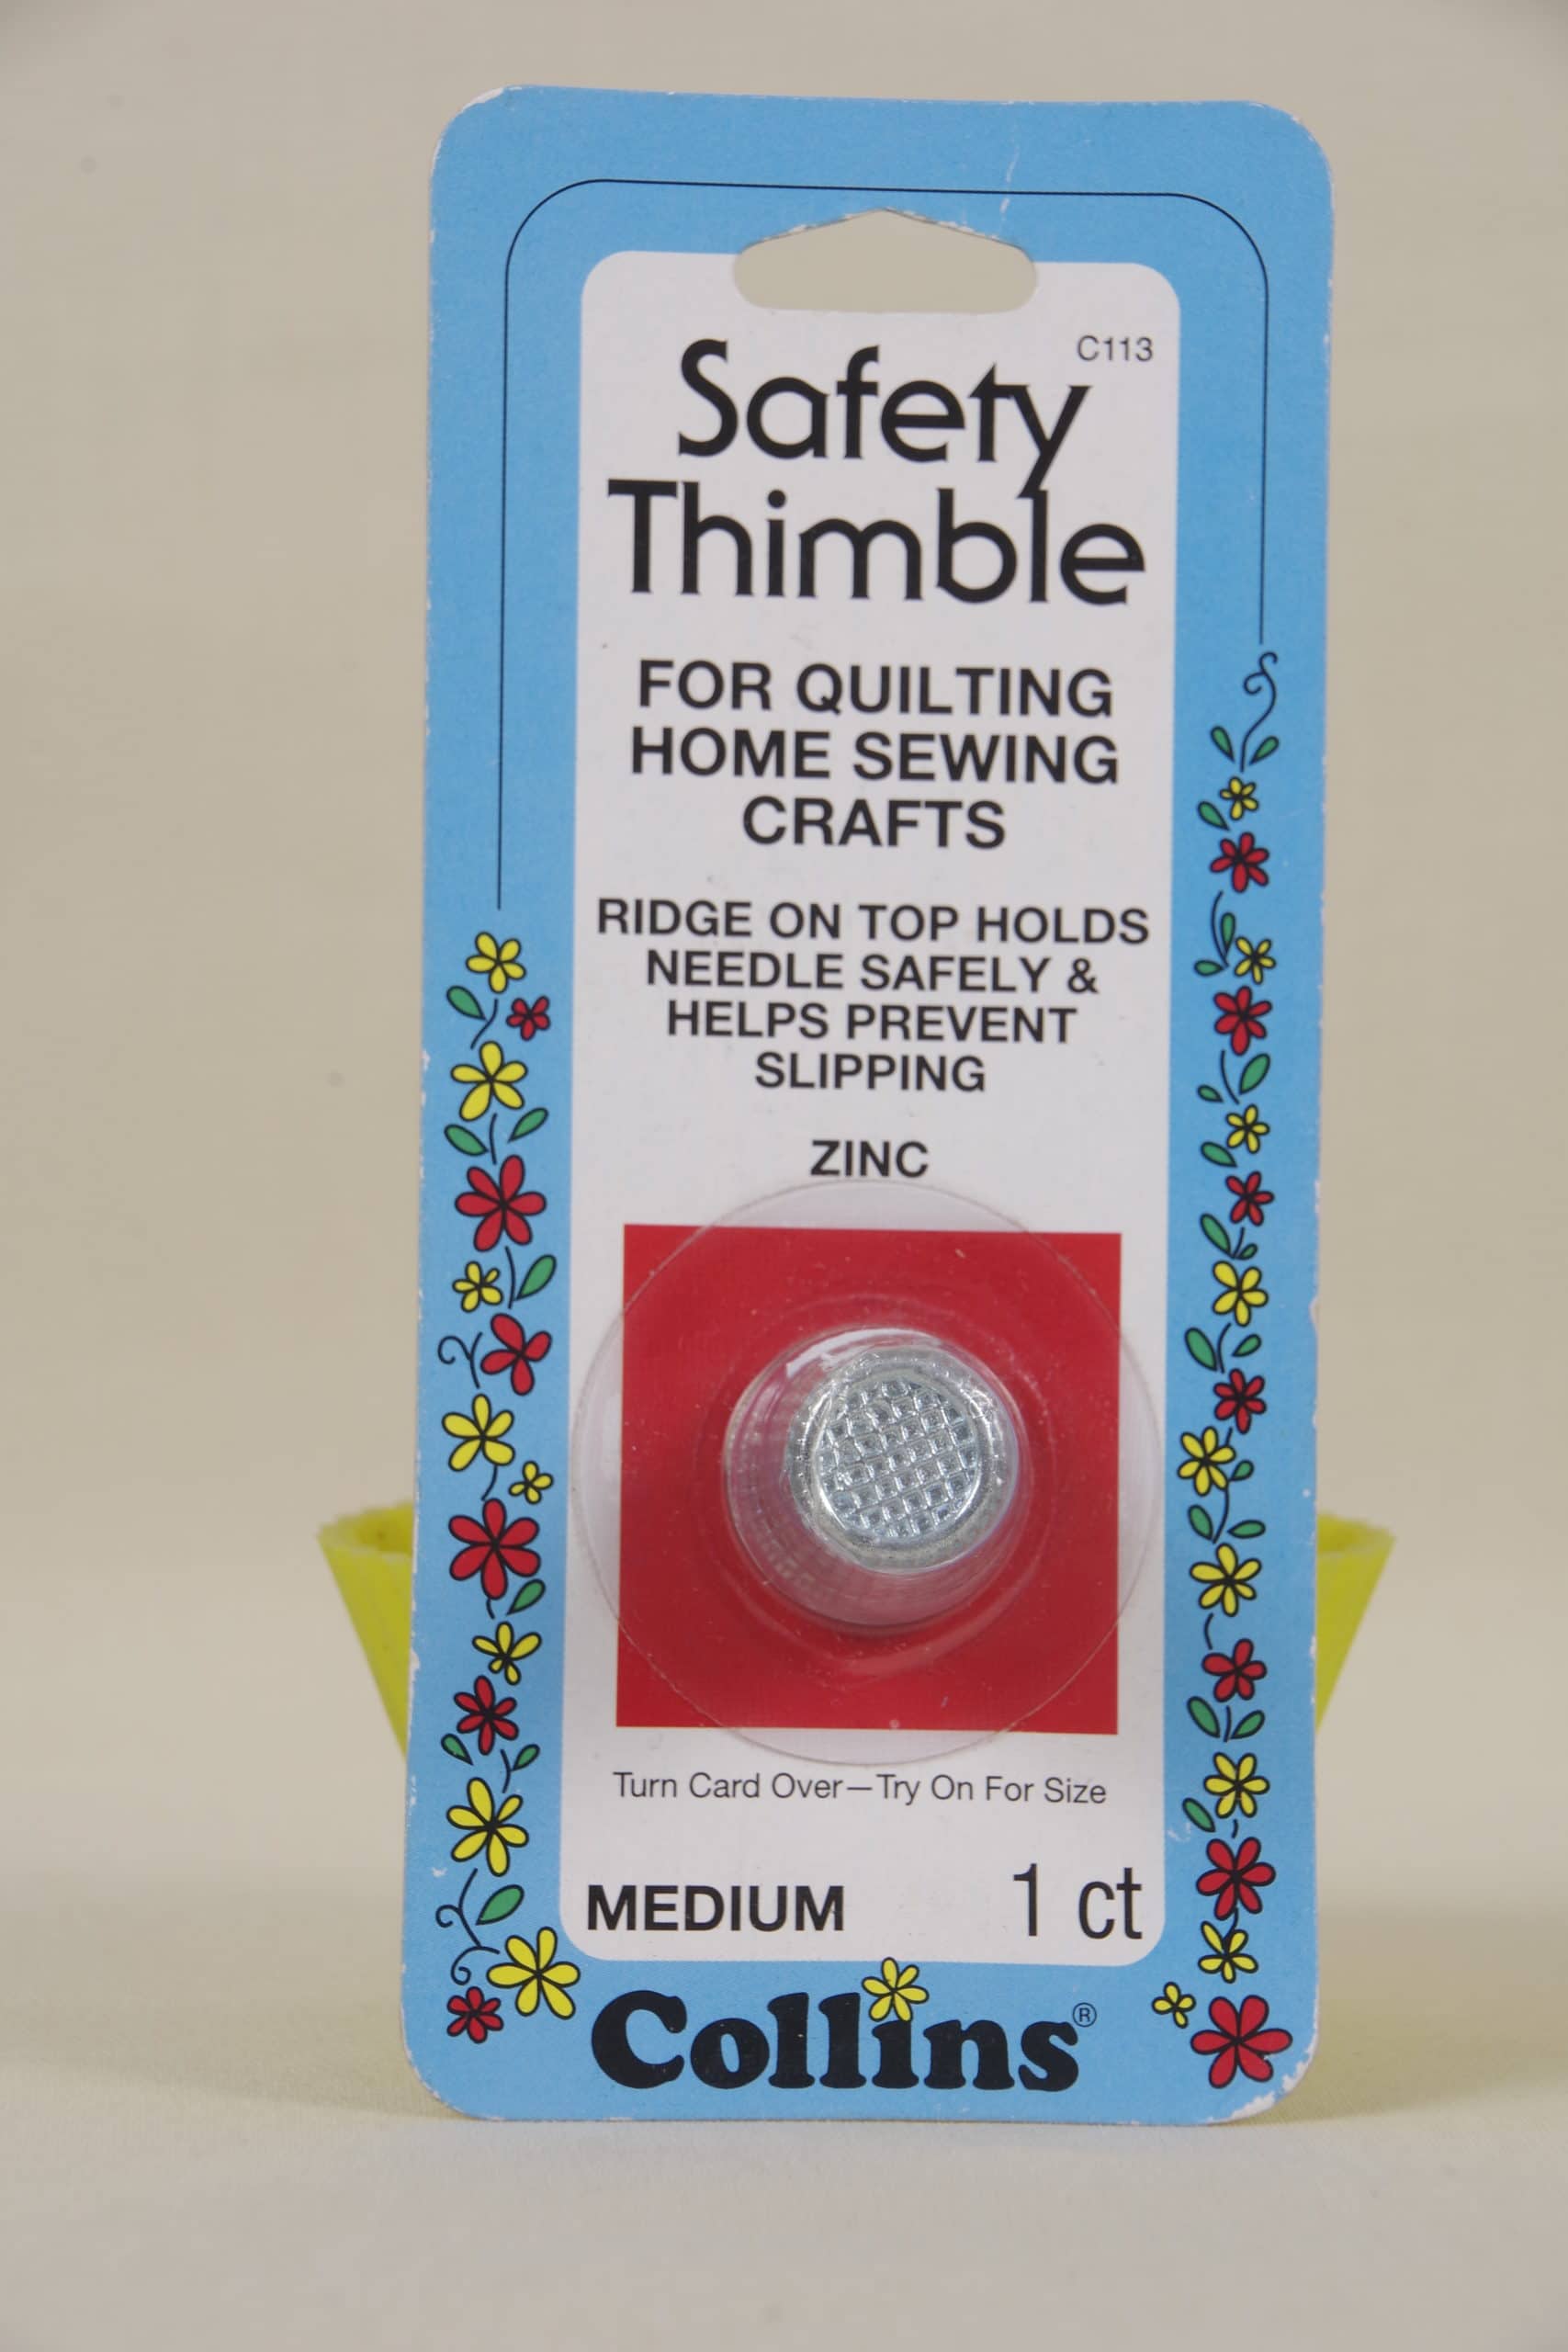 C113
Safety
Thimble
FOR QUILTING
HOME SEWING
CRAFTS
RIDGE ON TOP HOLDS
NEEDLE SAFELY &
HELPS PREVENT
SLIPPING
ZINC
Turn Card Over—Try On For Size
MEDIUM 1 ct
Collins®